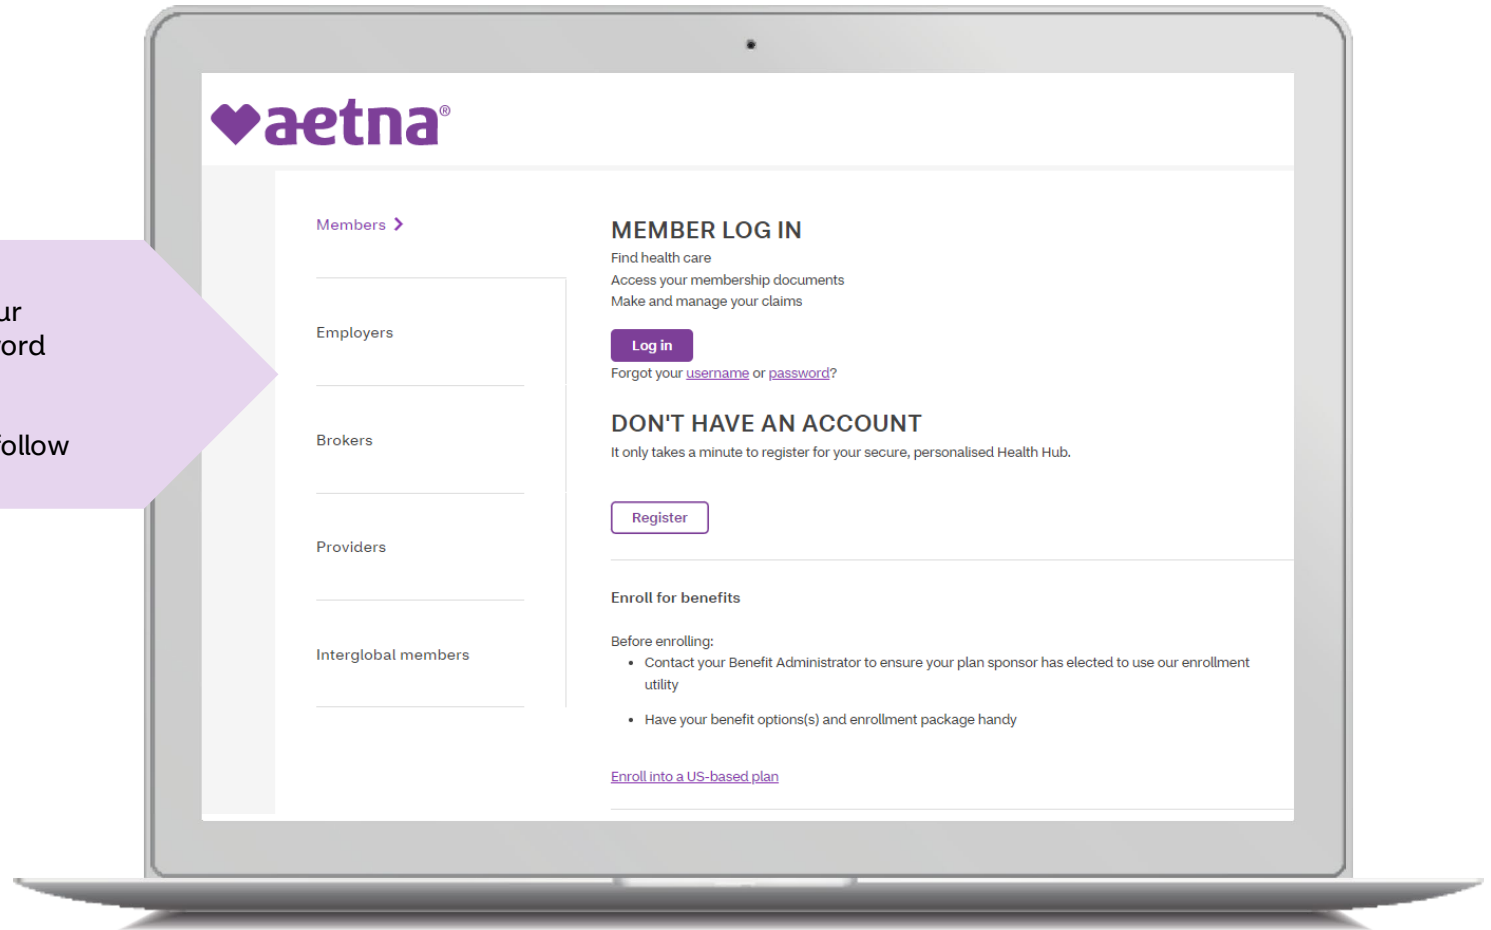 aetna®
Members
Employers
Brokers
Providers
Interglobal members
MEMBER LOG IN
Find health care
Access your membership documents
Make and manage your claims
Log in
Forgot your username or password?
DON'T HAVE AN ACCOUNT
It only takes a minute to register for your secure, personalised Health Hub.
Register
Enroll for benefits
Before enrolling:
• Contact your Benefit Administrator to ensure your plan sponsor has elected to use our enrollment
utility
• Have your benefit options(s) and enrollment package handy
Enroll into a US-based plan